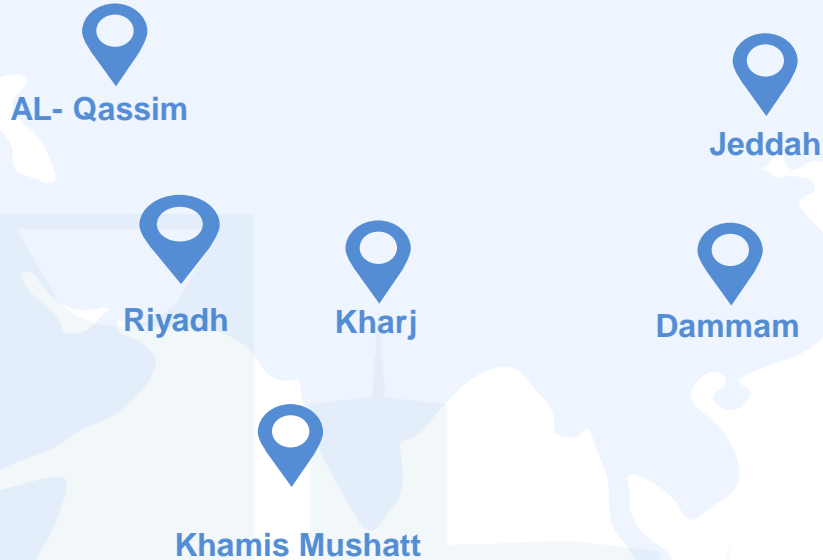 AL- Qassim
Jeddah
Riyadh
Kharj
Dammam
Khamis Mushatt